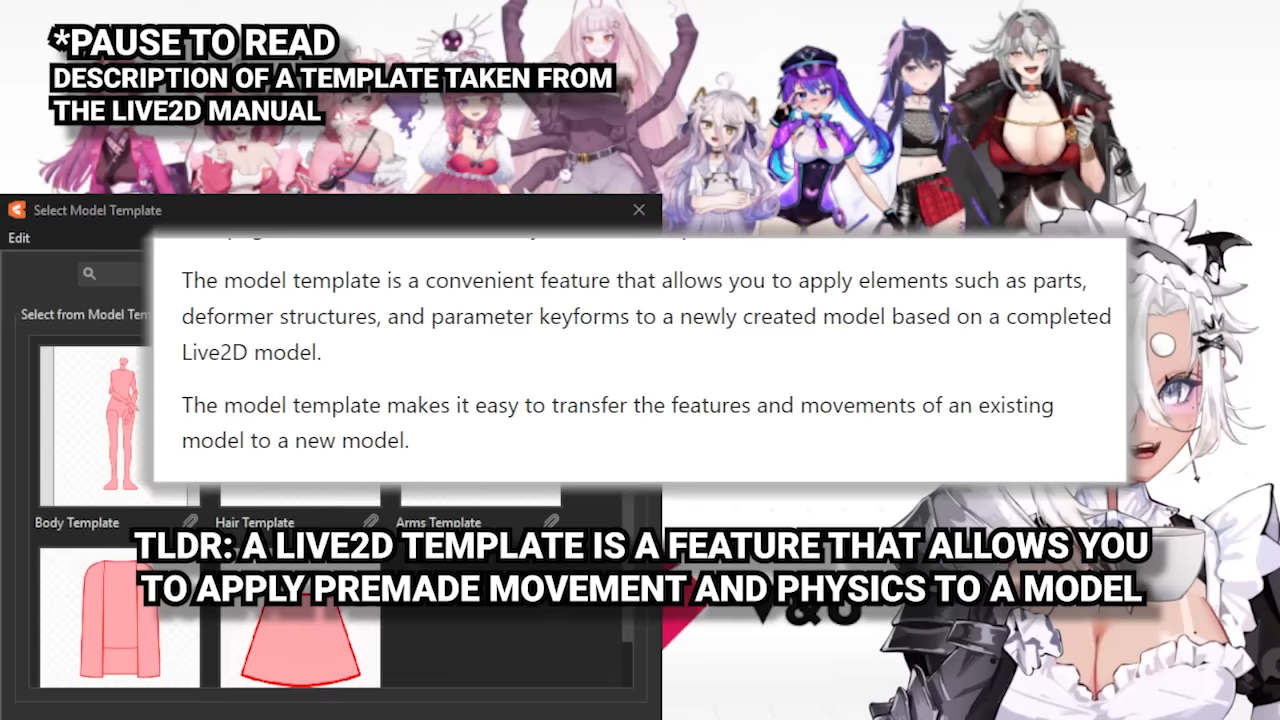 *PAUSE TO READ
DESCRIPTION OF A TEMPLATE TAKEN FROM
THE LIVE2D MANUAL
Select Model Template
Edit
The model template is a convenient feature that allows you to apply elements such as parts,
deformer structures, and parameter keyforms to a newly created model based on a completed
Live2D model.
Select from Model Tem
The model template makes it easy to transfer the features and movements of an existing
model to a new model.
Body Template
Hair Template
Arms Template
TLDR: A LIVE2D TEMPLATE IS A FEATURE THAT ALLOWS YOU
TO APPLY PREMADE MOVEMENT AND PHYSICS TO A MODEL